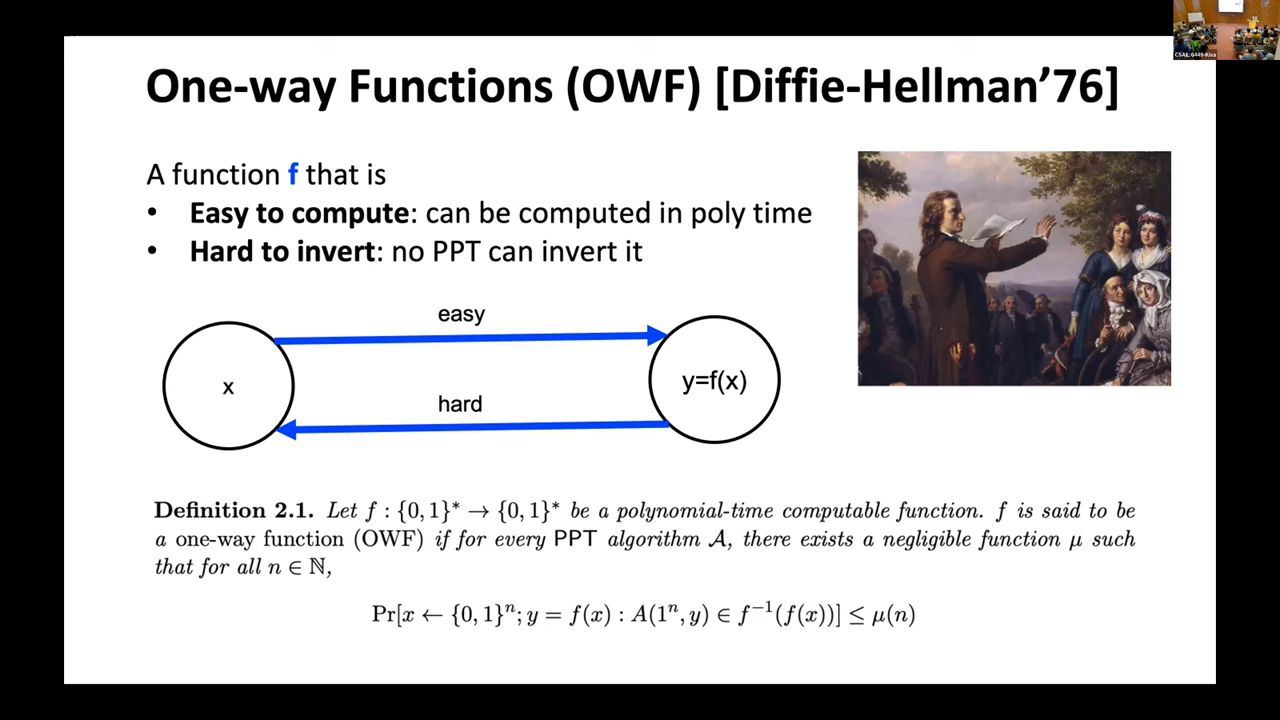 CSAIL G449-Kiva
One-way Functions (OWF) [Diffie-Hellman’76]
A function f that is
• Easy to compute: can be computed in poly time
• Hard to invert: no PPT can invert it
easy
x
y=f(x)
hard
Definition 2.1. Let f : {0, 1}* → {0, 1}* be a polynomial-time computable function. f is said to be
a one-way function (OWF) if for every PPT algorithm 𝒜, there exists a negligible function μ such
that for all n ∈ ℕ,
Pr[x ← {0, 1}ⁿ; y = f(x) : A(1ⁿ, y) ∈ f⁻¹(f(x))] ≤ μ(n)